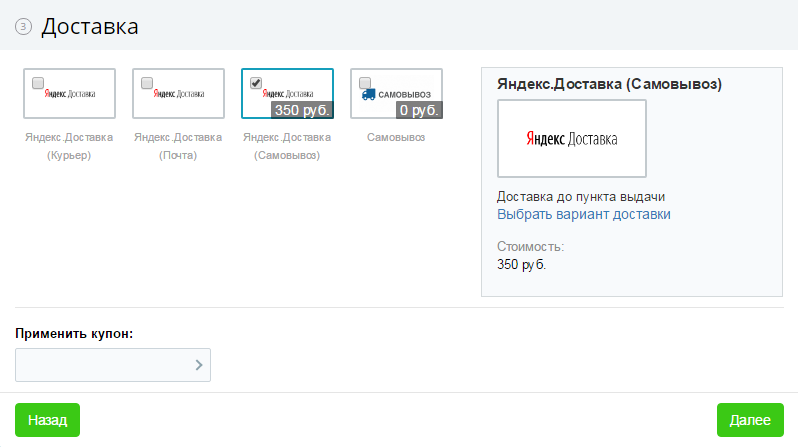 3 Доставка
Яндекс Доставка
Яндекс.Доставка
(Курьер)
Яндекс Доставка
Яндекс.Доставка
(Почта)
Яндекс Доставка
350 руб.
Яндекс.Доставка
(Самовывоз)
САМОВЫВОЗ
0 руб.
Самовывоз
Яндекс.Доставка (Самовывоз)
Яндекс Доставка
Доставка до пункта выдачи
Выбрать вариант доставки
Стоимость:
350 руб.
Применить купон:
Назад
Далее